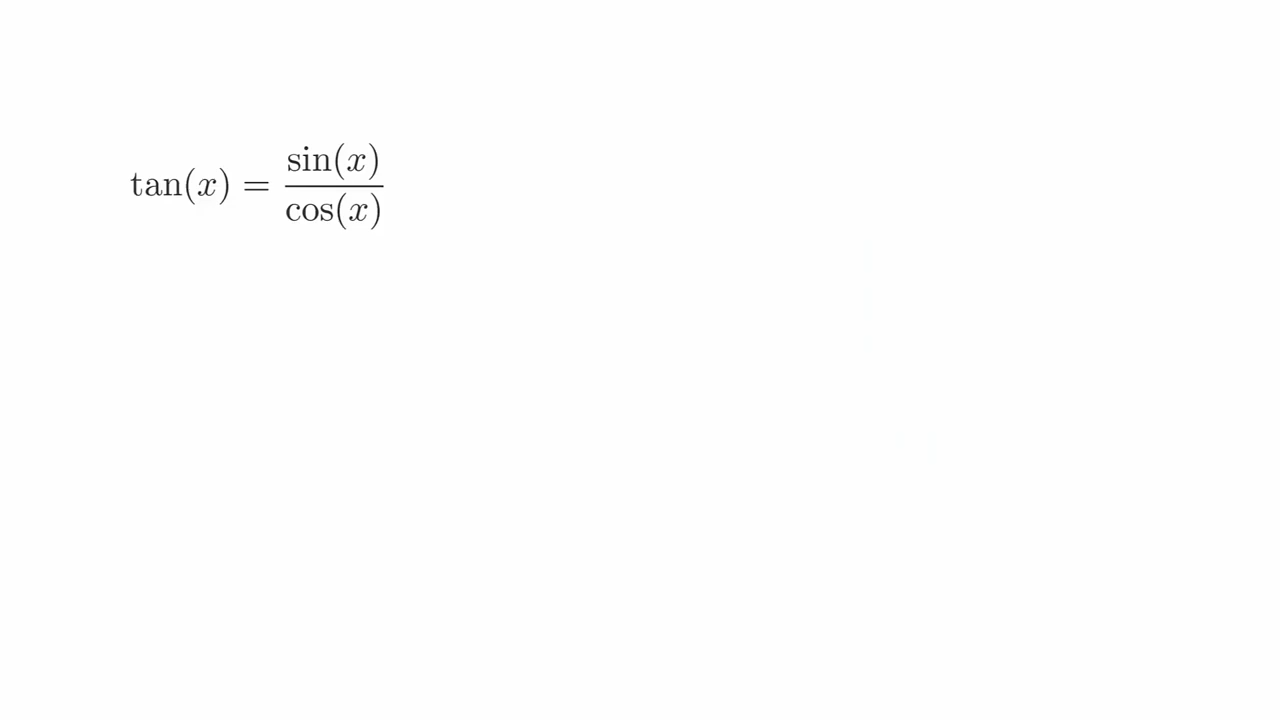 tan(x) = sin(x)/cos(x)